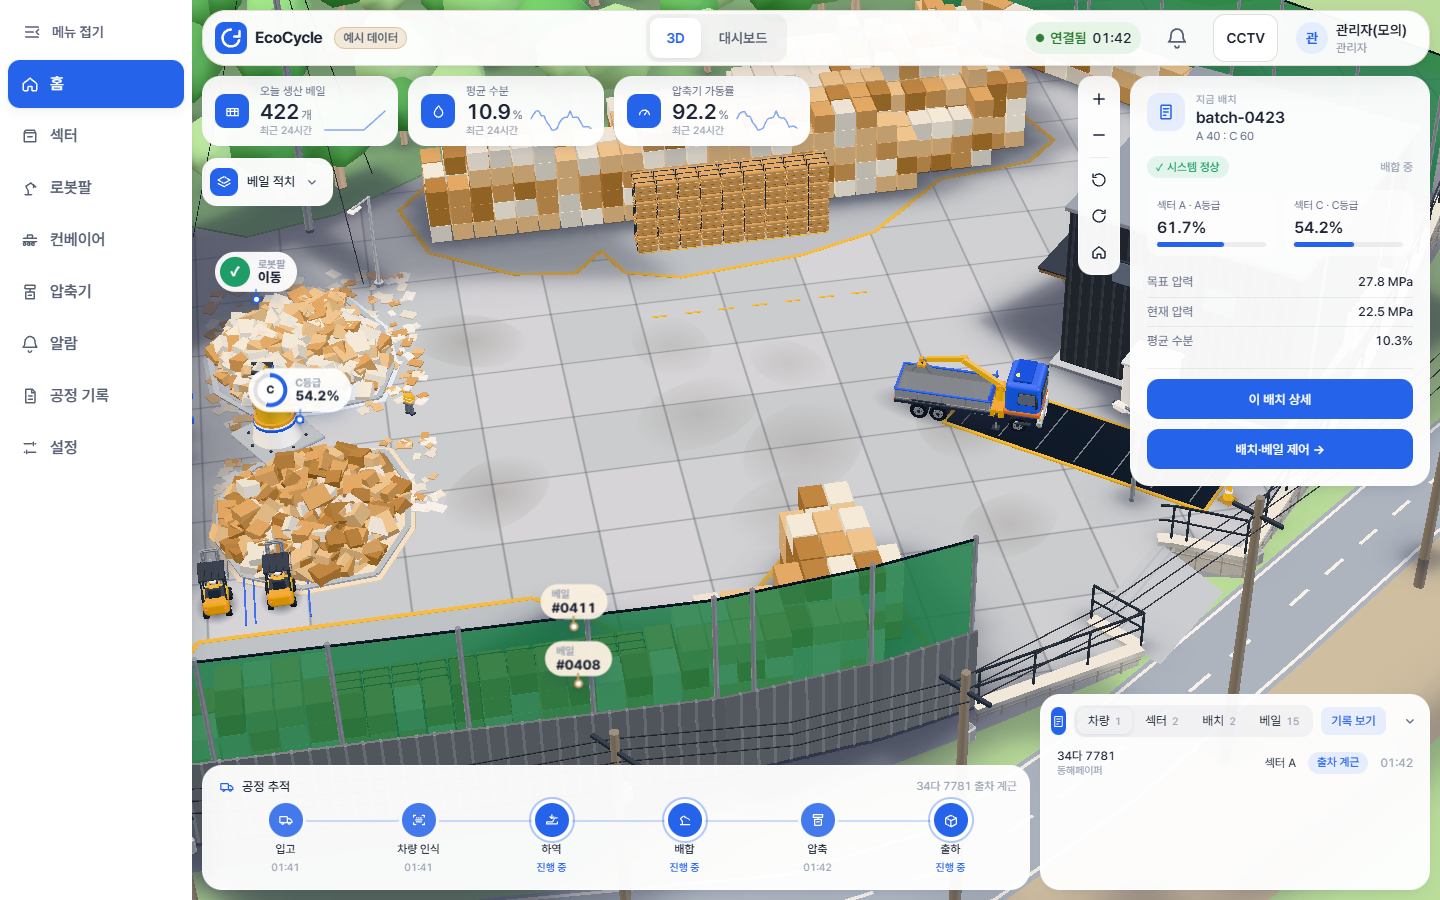 메뉴 접기
홈
섹터
로봇팔
컨베이어
압축기
알람
공정 기록
설정
EcoCycle
예시 데이터
3D
대시보드
연결됨 01:42
CCTV
관
관리자(모의)
관리자
오늘 생산 베일
422 개
최근 24시간
평균 수분
10.9 %
최근 24시간
압축기 가동률
92.2 %
최근 24시간
베일 적치
로봇팔
이동
C
C등급
54.2%
베일
#0411
베일
#0408
지금 배치
batch-0423
A 40 : C 60
✓ 시스템 정상
배합 중
섹터 A · A등급
61.7%
섹터 C · C등급
54.2%
목표 압력
27.8 MPa
현재 압력
22.5 MPa
평균 수분
10.3%
이 배치 상세
배치·베일 제어 →
공정 추적
34다 7781 출차 계근
입고
01:41
차량 인식
01:41
하역
진행 중
배합
진행 중
압축
01:42
출하
진행 중
차량 1
섹터 2
배치 2
베일 15
기록 보기
34다 7781
동해페이퍼
섹터 A
출차 계근
01:42